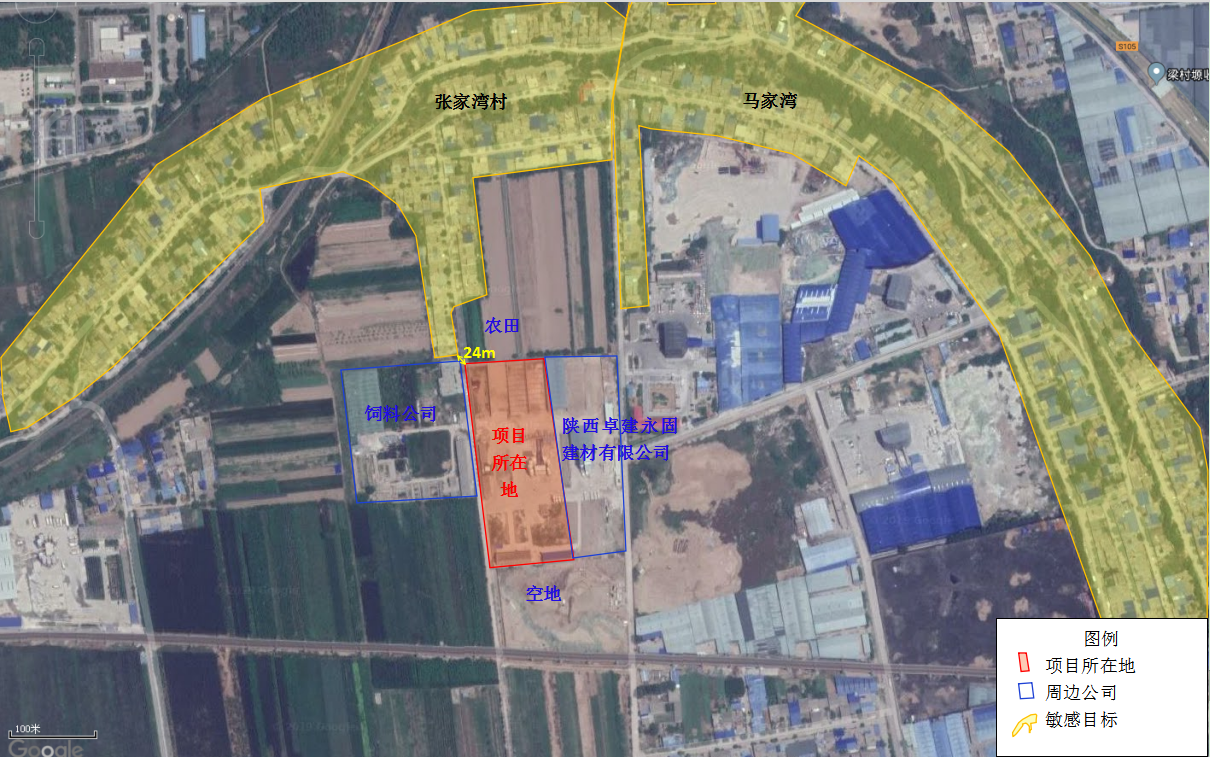 S105
梁村塬收
张家湾村
马家湾
农田
24m
饲料公司
陕西卓建永固
建材有限公司
项目
所在
地
空地
图例
项目所在地
周边公司
敏感目标
100米
Google